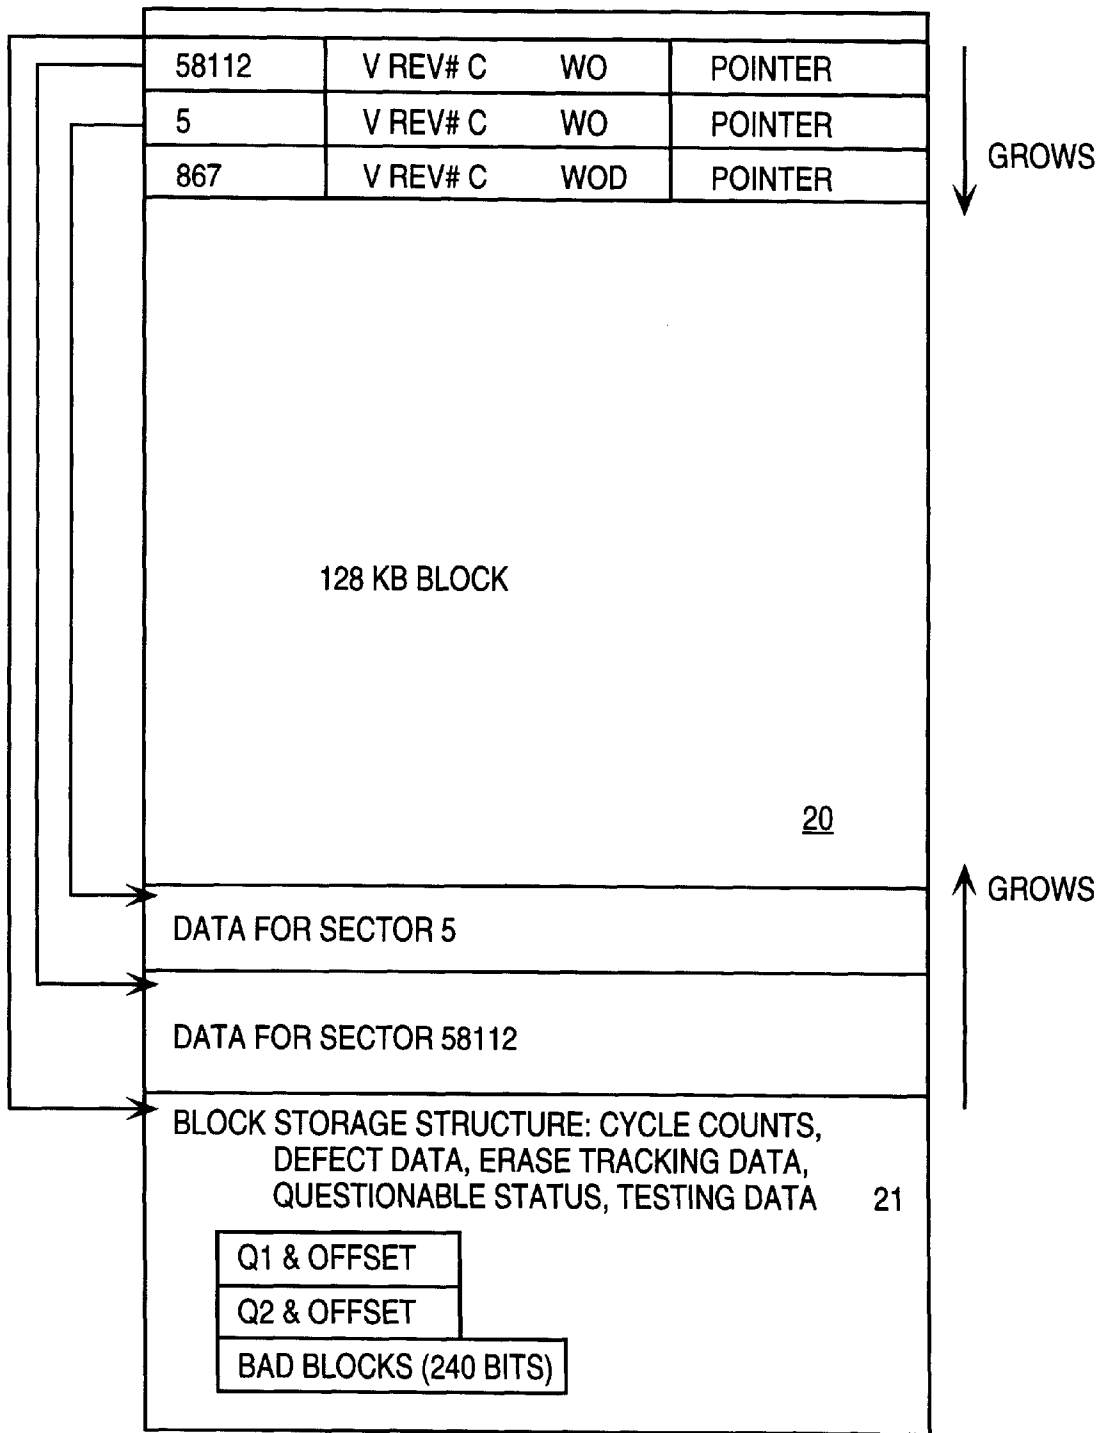 58112 V REV# C WO POINTER
5 V REV# C WO POINTER
867 V REV# C WOD POINTER
GROWS
128 KB BLOCK
20
GROWS
DATA FOR SECTOR 5
DATA FOR SECTOR 58112
BLOCK STORAGE STRUCTURE: CYCLE COUNTS,
DEFECT DATA, ERASE TRACKING DATA,
QUESTIONABLE STATUS, TESTING DATA 21
Q1 & OFFSET
Q2 & OFFSET
BAD BLOCKS (240 BITS)